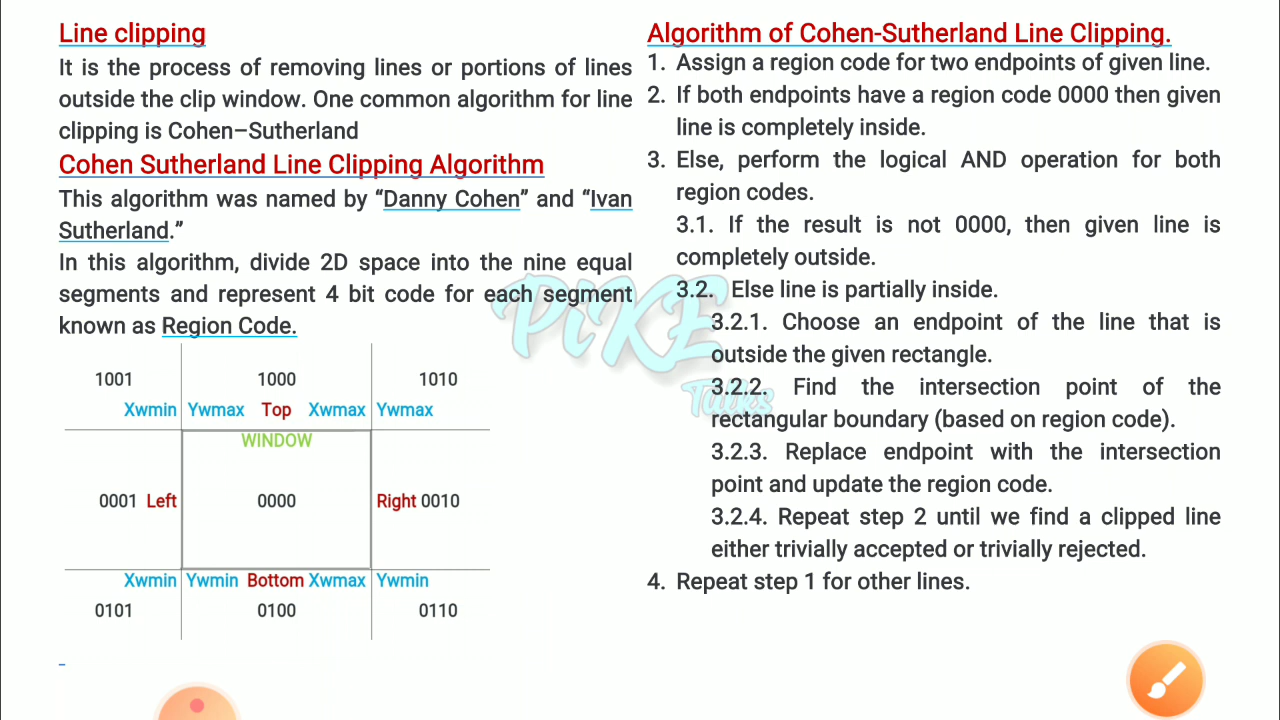 Line clipping
It is the process of removing lines or portions of lines
outside the clip window. One common algorithm for line
clipping is Cohen–Sutherland
Cohen Sutherland Line Clipping Algorithm
This algorithm was named by “Danny Cohen” and “Ivan
Sutherland.”
In this algorithm, divide 2D space into the nine equal
segments and represent 4 bit code for each segment
known as Region Code.
1001 1000 1010
Xwmin Ywmax Top Xwmax Ywmax
WINDOW
0001 Left 0000 Right 0010
Xwmin Ywmin Bottom Xwmax Ywmin
0101 0100 0110
Algorithm of Cohen-Sutherland Line Clipping.
1. Assign a region code for two endpoints of given line.
2. If both endpoints have a region code 0000 then given
line is completely inside.
3. Else, perform the logical AND operation for both
region codes.
3.1. If the result is not 0000, then given line is
completely outside.
3.2. Else line is partially inside.
3.2.1. Choose an endpoint of the line that is
outside the given rectangle.
3.2.2. Find the intersection point of the
rectangular boundary (based on region code).
3.2.3. Replace endpoint with the intersection
point and update the region code.
3.2.4. Repeat step 2 until we find a clipped line
either trivially accepted or trivially rejected.
4. Repeat step 1 for other lines.
PiKE
Tutks